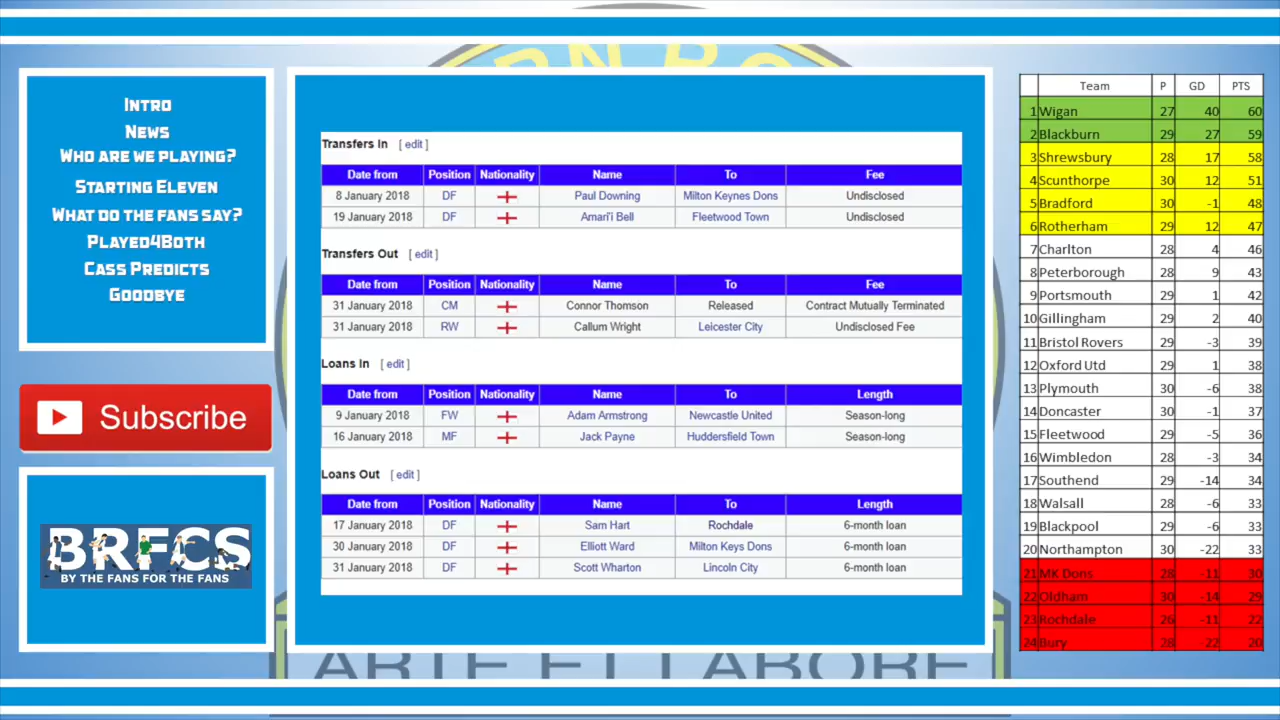 RN RO
INTRO
NEWS
WHO ARE WE PLAYING?
STARTING ELEVEN
WHAT DO THE FANS SAY?
PLAYED4BOTH
CASS PREDICTS
GOODBYE
Subscribe
BRFCS
BY THE FANS FOR THE FANS
Transfers In [ edit ]
Date from Position Nationality Name To Fee
8 January 2018 DF Paul Downing Milton Keynes Dons Undisclosed
19 January 2018 DF Amari'i Bell Fleetwood Town Undisclosed
Transfers Out [ edit ]
Date from Position Nationality Name To Fee
31 January 2018 CM Connor Thomson Released Contract Mutually Terminated
31 January 2018 RW Callum Wright Leicester City Undisclosed Fee
Loans In [ edit ]
Date from Position Nationality Name To Length
9 January 2018 FW Adam Armstrong Newcastle United Season-long
16 January 2018 MF Jack Payne Huddersfield Town Season-long
Loans Out [ edit ]
Date from Position Nationality Name To Length
17 January 2018 DF Sam Hart Rochdale 6-month loan
30 January 2018 DF Elliott Ward Milton Keys Dons 6-month loan
31 January 2018 DF Scott Wharton Lincoln City 6-month loan
Team P GD PTS
1 Wigan 27 40 60
2 Blackburn 29 27 59
3 Shrewsbury 28 17 58
4 Scunthorpe 30 12 51
5 Bradford 30 -1 48
6 Rotherham 29 12 47
7 Charlton 28 4 46
8 Peterborough 28 9 43
9 Portsmouth 29 1 42
10 Gillingham 29 2 40
11 Bristol Rovers 29 -3 39
12 Oxford Utd 29 1 38
13 Plymouth 30 -6 38
14 Doncaster 30 -1 37
15 Fleetwood 29 -5 36
16 Wimbledon 28 -3 34
17 Southend 29 -14 34
18 Walsall 28 -6 33
19 Blackpool 29 -6 33
20 Northampton 30 -22 33
21 MK Dons 28 -11 30
22 Oldham 30 -14 29
23 Rochdale 26 -11 22
24 Bury 28 -22 20
ARTE ET LABORE